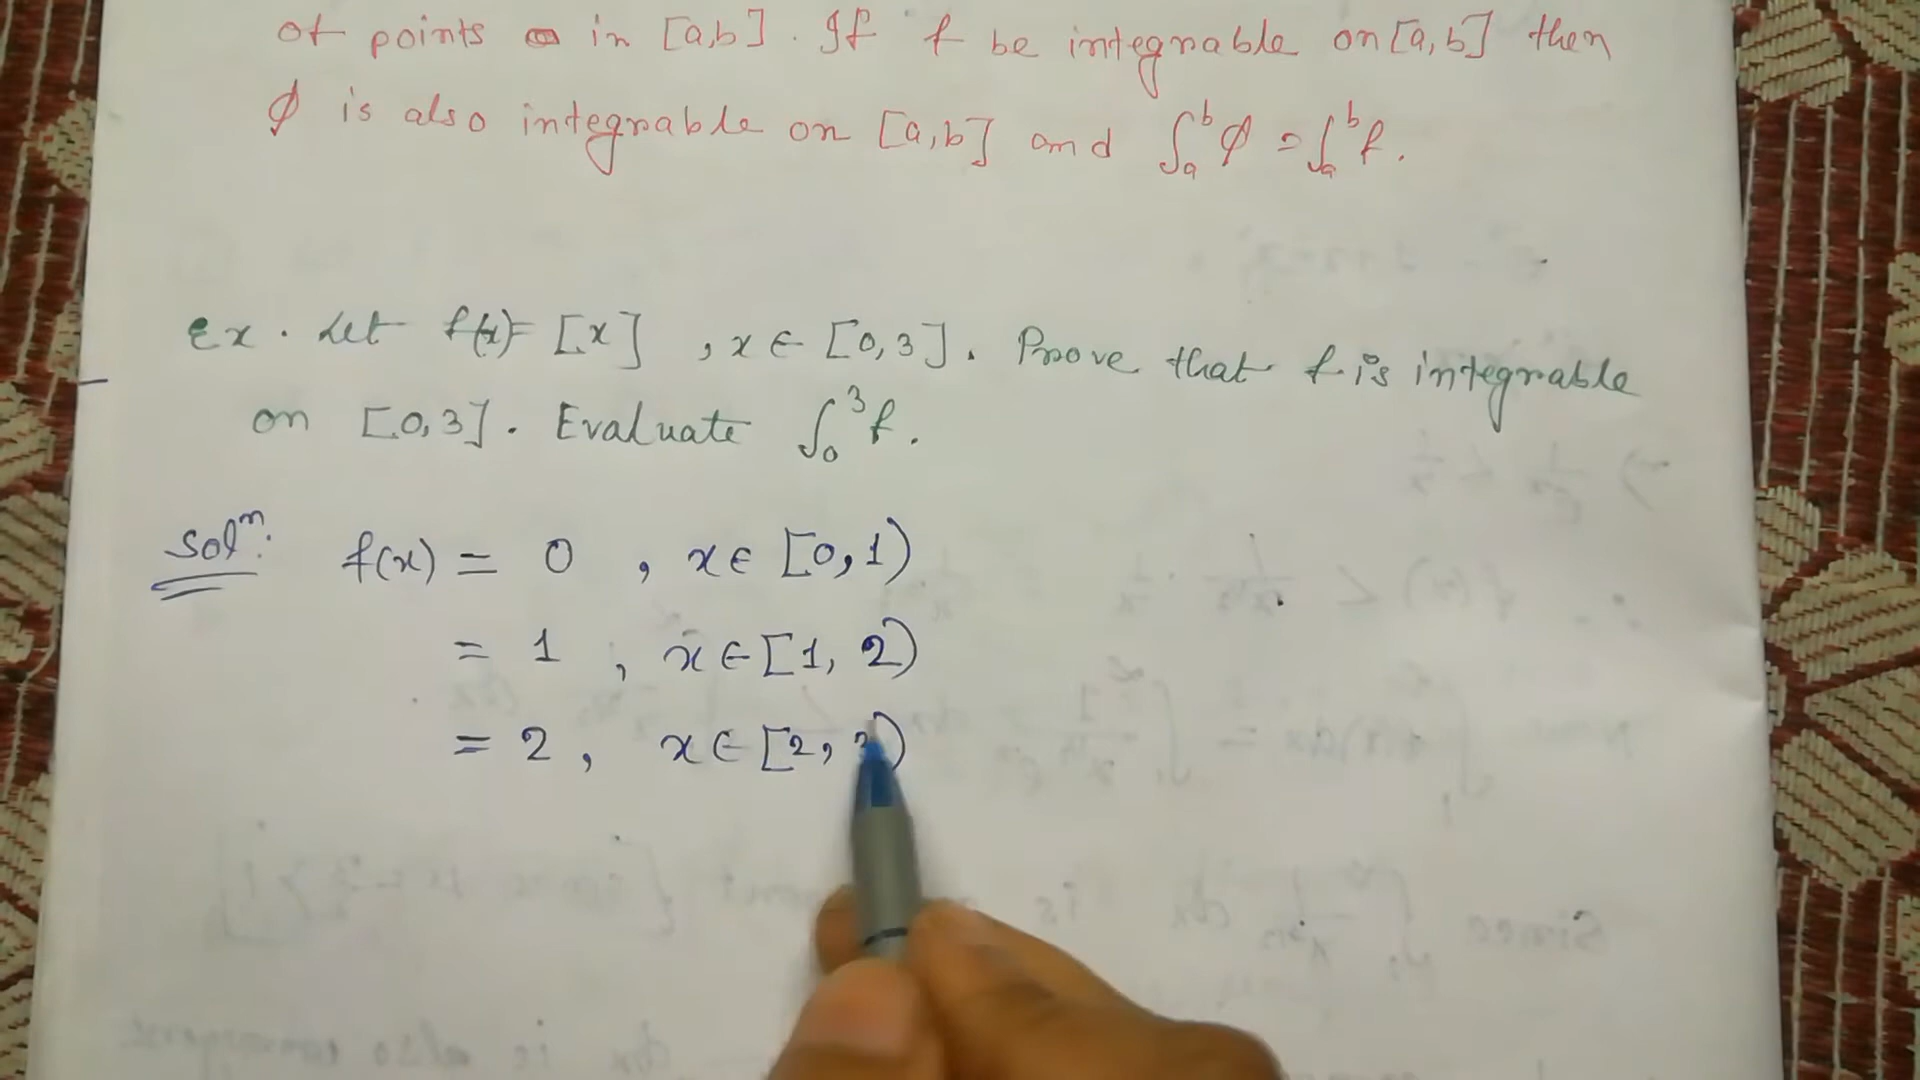 of points in [a,b]. If f be integrable on [a,b] then
φ is also integrable on [a,b] and ∫ₐᵇφ = ∫ₐᵇf.
Ex. Let f(x) = [x] , x ∈ [0,3]. Prove that f is integrable
on [0,3]. Evaluate ∫₀³f.
Solⁿ: f(x) = 0 , x ∈ [0,1)
= 1 , x ∈ [1, 2)
= 2 , x ∈ [2, 3)